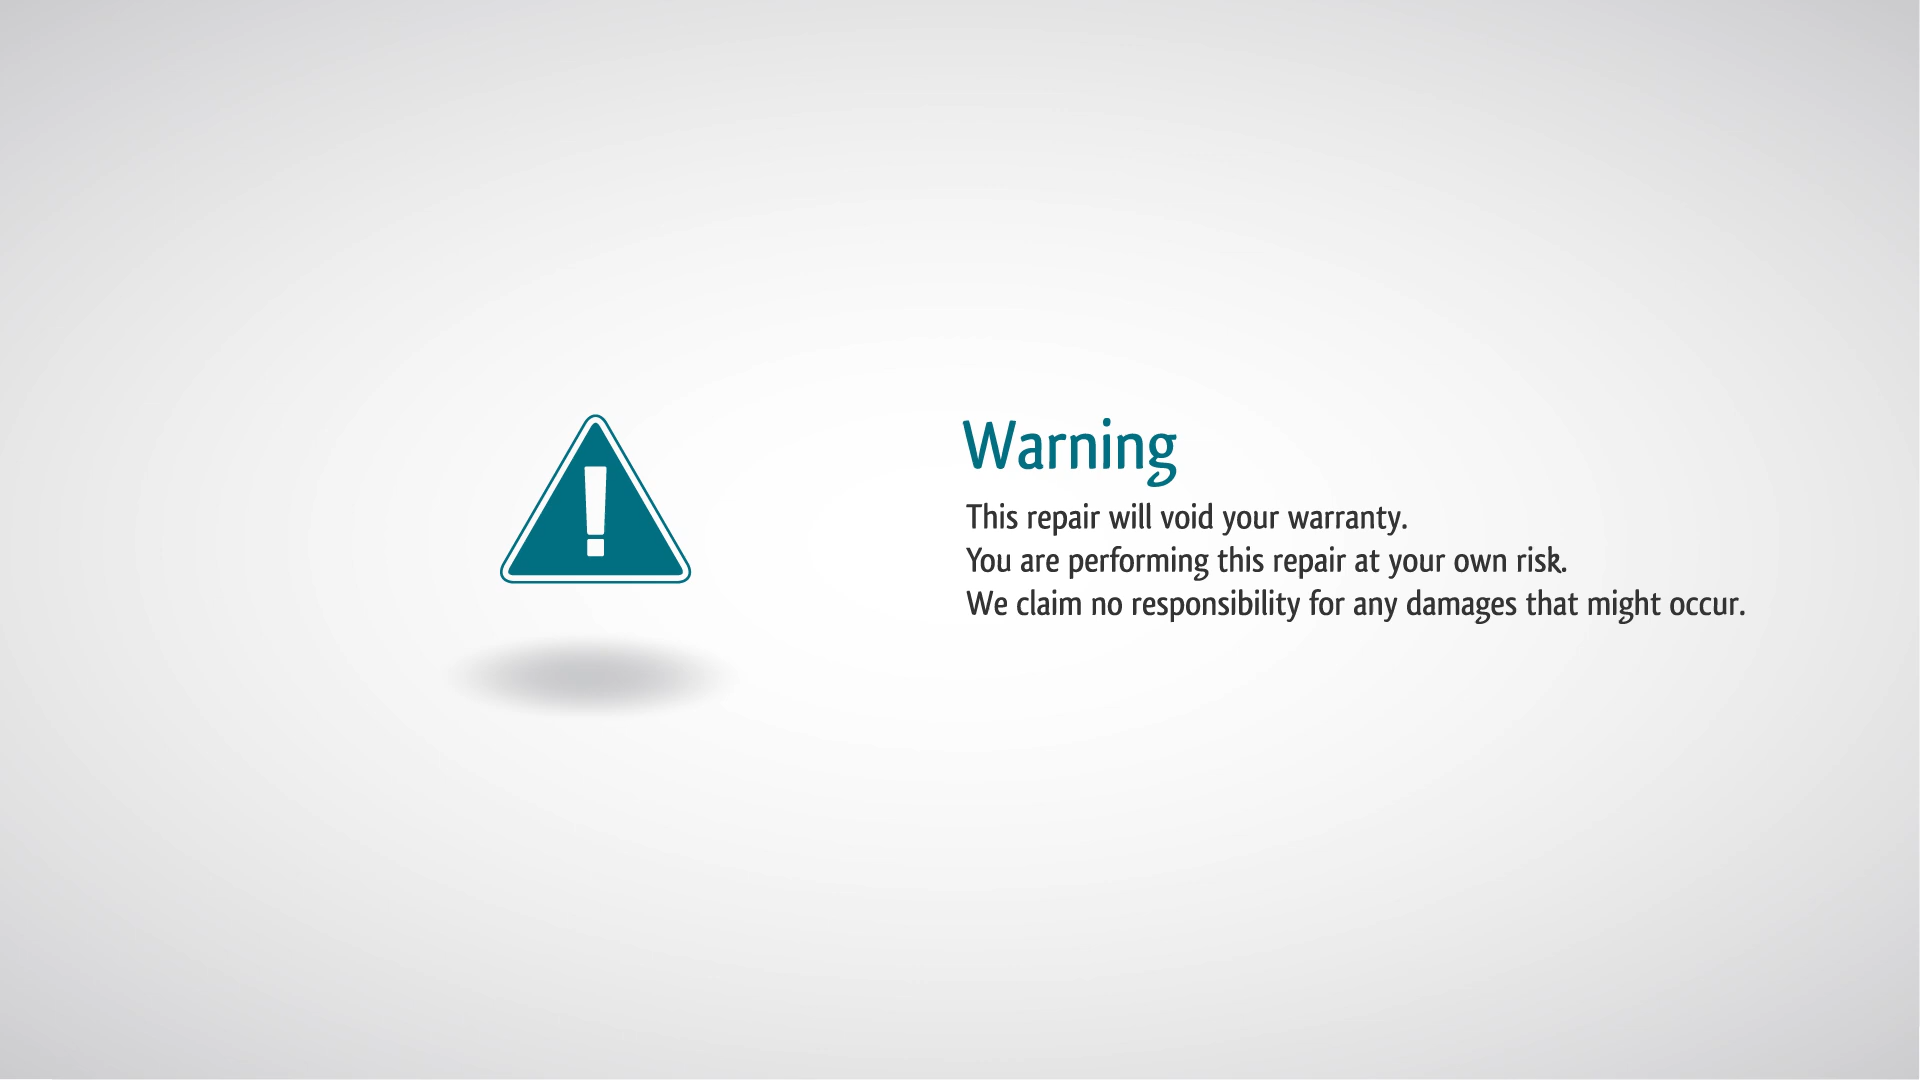 Warning
This repair will void your warranty.
You are performing this repair at your own risk.
We claim no responsibility for any damages that might occur.